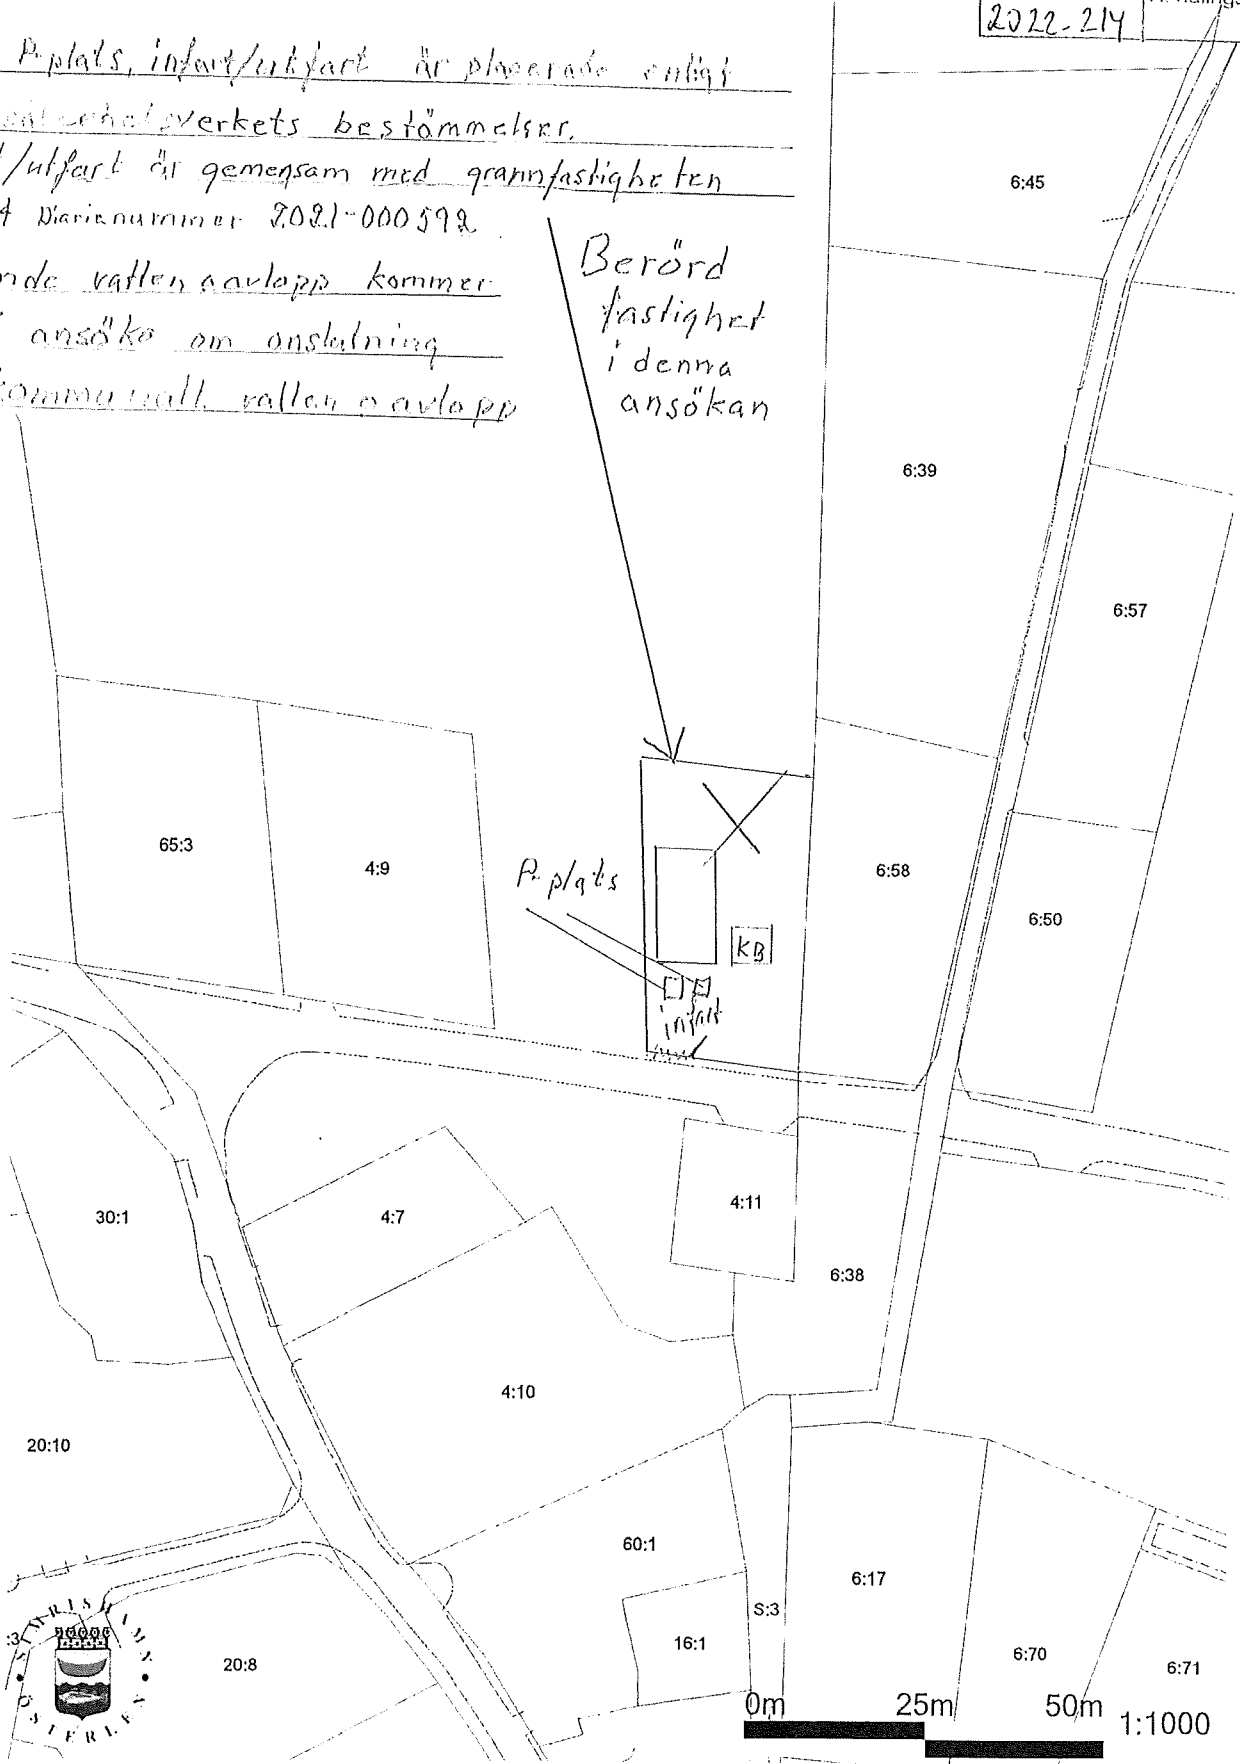 2022-214
P-plats, infart/utfart är placerade enligt
verkets bestämmelser.
/utfart är gemensam med grannfastigheten
Diarienummer 2021-000592
nde vatten o avlopp kommer
ansöka om anslutning
kommunalt vatten o avlopp
Berörd
fastighet
i denna
ansökan
6:45
6:39
6:57
65:3
4:9
P-plats
KB
infart
6:58
6:50
30:1
4:7
4:11
6:38
4:10
20:10
60:1
S:3
6:17
16:1
6:70
6:71
20:8
:3
SIMRISHAMN
ÖSTERLEN
0m 25m 50m
1:1000